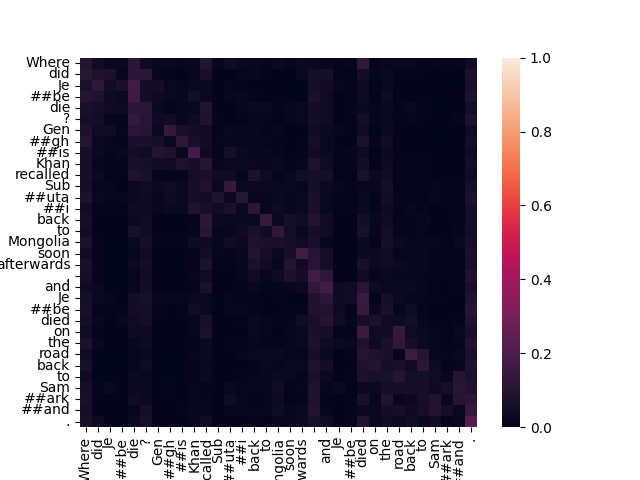 Where
did
Je
##be
die
?
Gen
##gh
##is
Khan
recalled
Sub
##uta
##i
back
to
Mongolia
soon
afterwards
and
Je
##be
died
on
the
road
back
to
Sam
##ark
##and
.
1.0
0.8
0.6
0.4
0.2
0.0
Where
did
Je
##be
die
?
Gen
##gh
##is
Khan
called
Sub
##uta
##i
back
to
ngolia
soon
wards
and
Je
##be
died
on
the
road
back
to
Sam
##ark
##and
.